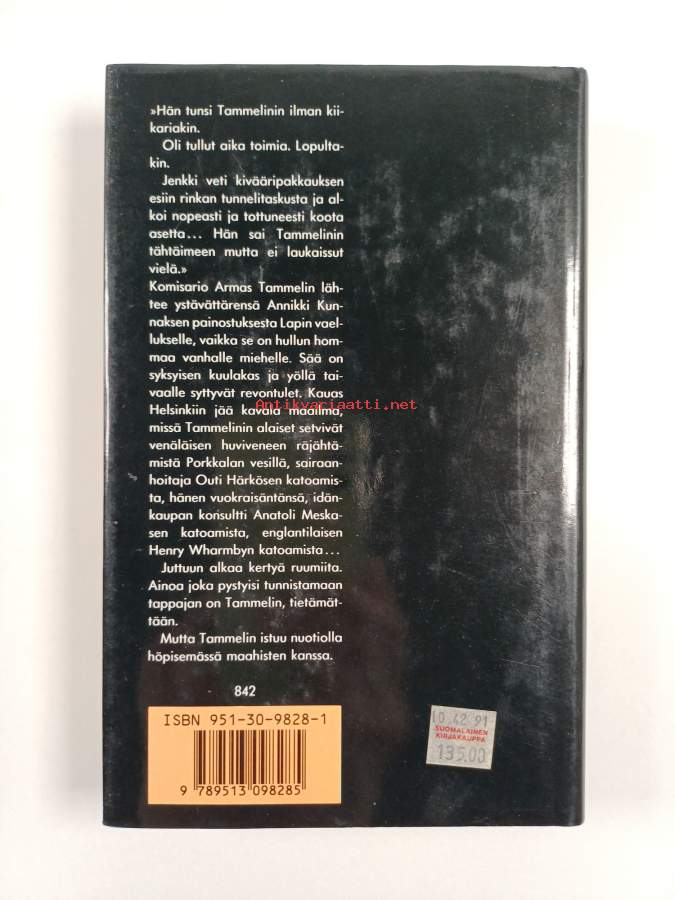 »Hän tunsi Tammelinin ilman kii-
kariakin.
Oli tullut aika toimia. Lopulta-
kin.
Jenkki veti kivääripakkauksen
esiin rinkan tunnelitaskusta ja al-
koi nopeasti ja tottuneesti koota
asetta... Hän sai Tammelinin
tähtäimeen mutta ei laukaissut
vielä.»
Komisario Armas Tammelin läh-
tee ystävättärensä Annikki Kun-
naksen painostuksesta Lapin vael-
lukselle, vaikka se on hullun hom-
maa vanhalle miehelle. Sää on
syksyisen kuulakas ja yöllä tai-
vaalle syttyvät revontulet. Kauas
Helsinkiin jää kavala maailma,
Antikvariaatti.net
missä Tammelinin alaiset setvivät
venäläisen huviveneen räjähtä-
mistä Porkkalan vesillä, sairaan-
hoitaja Outi Härkösen katoamis-
ta, hänen vuokraisäntänsä, idän-
kaupan konsultti Anatoli Meska-
sen katoamista, englantilaisen
Henry Wharmbyn katoamista...
Juttuun alkaa kertyä ruumiita.
Ainoa joka pystyisi tunnistamaan
tappajan on Tammelin, tietämät-
tään.
Mutta Tammelin istuu nuotiolla
höpisemässä maahisten kanssa.
842
ISBN 951-30-9828-1
9 789513 098285
10.42 91
SUOMALAINEN
KIRJAKAUPPA
135.00